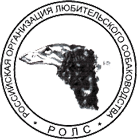 РОССИЙСКАЯ ОРГАНИЗАЦИЯ ЛЮБИТЕЛЬСКОГО СОБАКОВОДСТВА
• РОЛС •